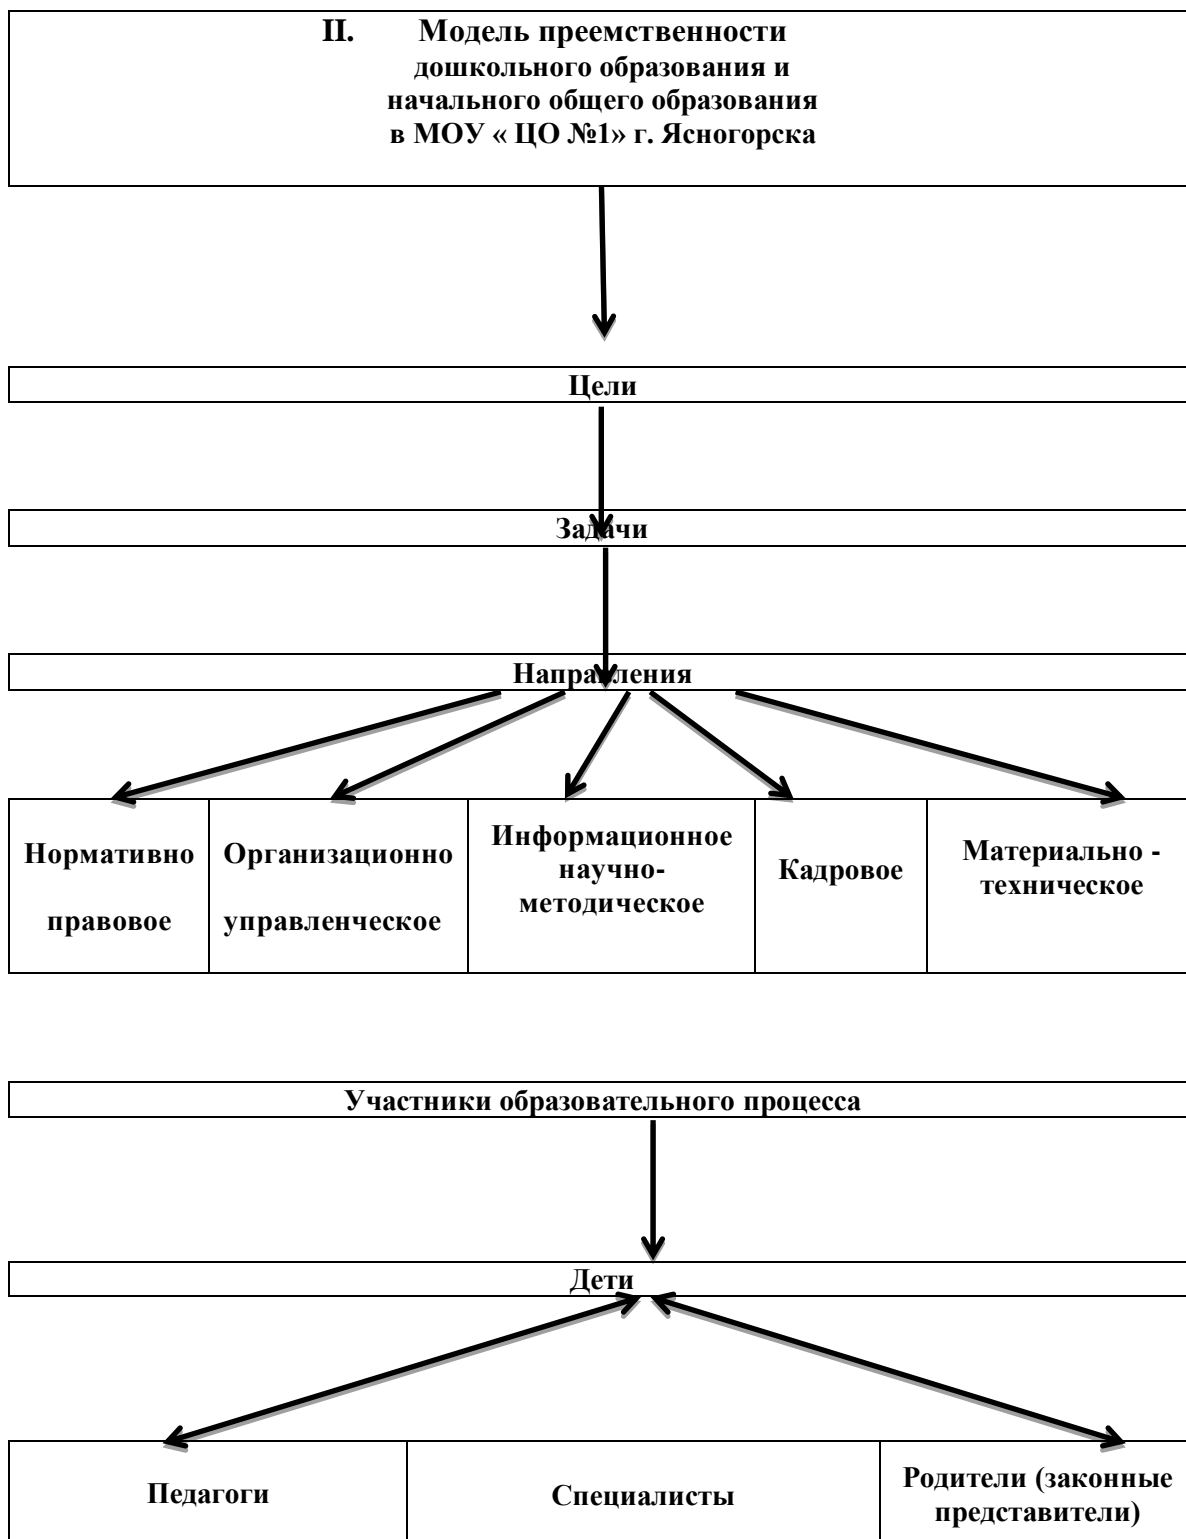 II. Модель преемственности
дошкольного образования и
начального общего образования
в МОУ « ЦО №1» г. Ясногорска
Цели
Задачи
Направления
Нормативно
правовое
Организационно
управленческое
Информационное
научно-
методическое
Кадровое
Материально -
техническое
Участники образовательного процесса
Дети
Педагоги
Специалисты
Родители (законные
представители)